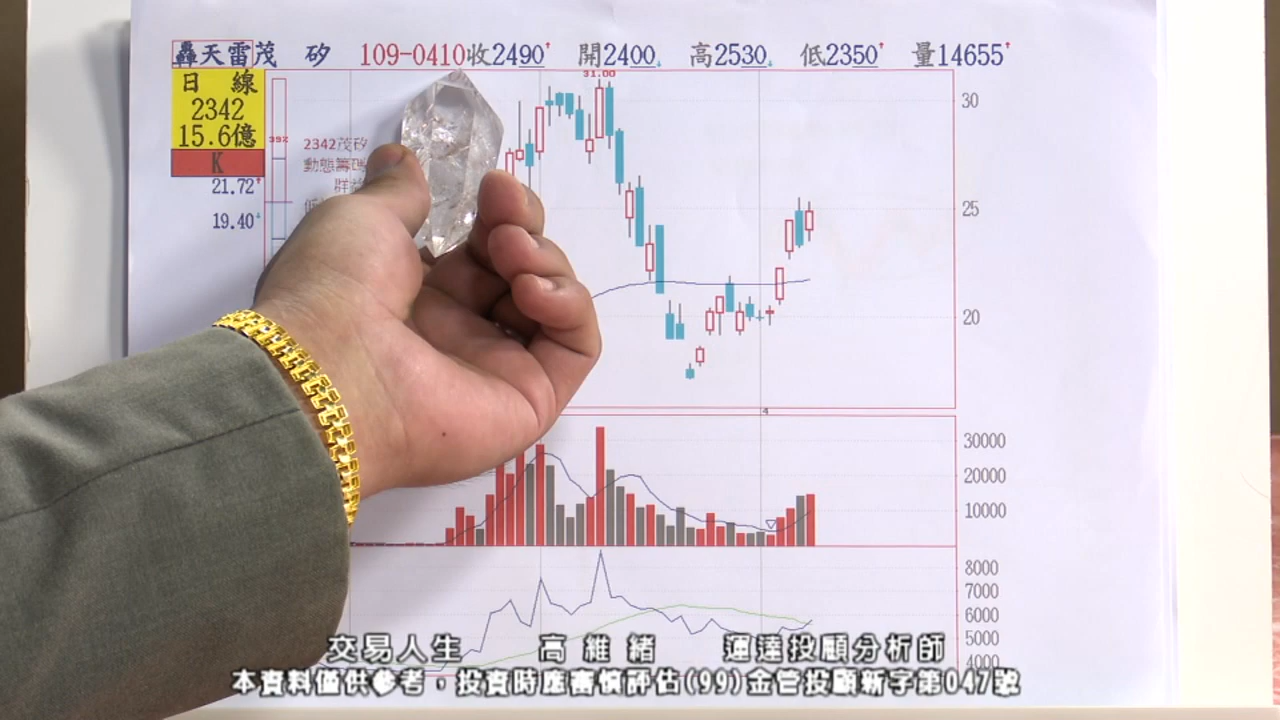 轟天雷茂 矽 109-0410收2490↑ 開2400↓ 高2530↓ 低2350↑ 量14655↑
日 線
2342
15.6億
K
21.72↑
19.40↓
39%
2342茂矽
動態籌碼
群益
低
31.00
30
25
20
4
30000
20000
10000
8000
7000
6000
5000
4000
交易人生 高維緒 運達投顧分析師
本資料僅供參考，投資時應審慎評估(99)金管投顧新字第047號